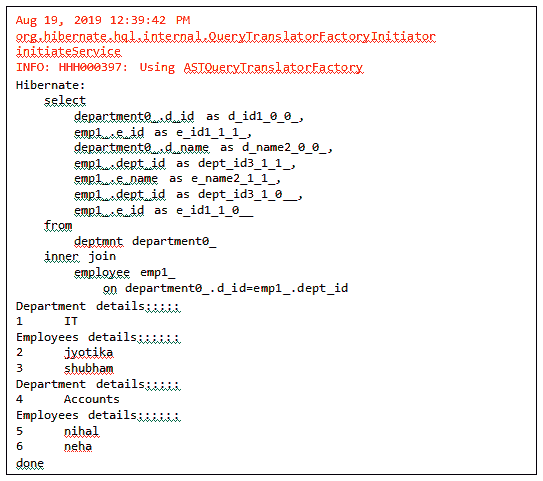 Aug 19, 2019 12:39:42 PM
org.hibernate.hql.internal.QueryTranslatorFactoryInitiator
initiateService
INFO: HHH000397: Using ASTQueryTranslatorFactory
Hibernate:
select
department0_.d_id as d_id1_0_0_,
emp1_.e_id as e_id1_1_1_,
department0_.d_name as d_name2_0_0_,
emp1_.dept_id as dept_id3_1_1_,
emp1_.e_name as e_name2_1_1_,
emp1_.dept_id as dept_id3_1_0__,
emp1_.e_id as e_id1_1_0__
from
deptmnt department0_
inner join
employee emp1_
on department0_.d_id=emp1_.dept_id
Department details:::::
1 IT
Employees details::::::
2 jyotika
3 shubham
Department details:::::
4 Accounts
Employees details::::::
5 nihal
6 neha
done